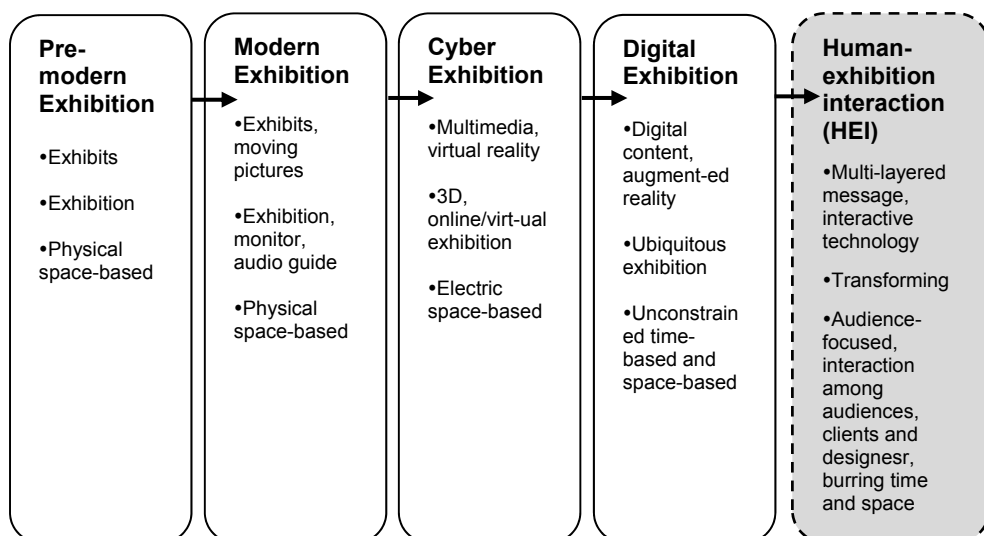 Pre-
modern
Exhibition
•Exhibits
•Exhibition
•Physical
space-based
Modern
Exhibition
•Exhibits,
moving
pictures
•Exhibition,
monitor,
audio guide
•Physical
space-based
Cyber
Exhibition
•Multimedia,
virtual reality
•3D,
online/virt-ual
exhibition
•Electric
space-based
Digital
Exhibition
•Digital
content,
augment-ed
reality
•Ubiquitous
exhibition
•Unconstrain
ed time-
based and
space-based
Human-
exhibition
interaction
(HEI)
•Multi-layered
message,
interactive
technology
•Transforming
•Audience-
focused,
interaction
among
audiences,
clients and
designesr,
burring time
and space